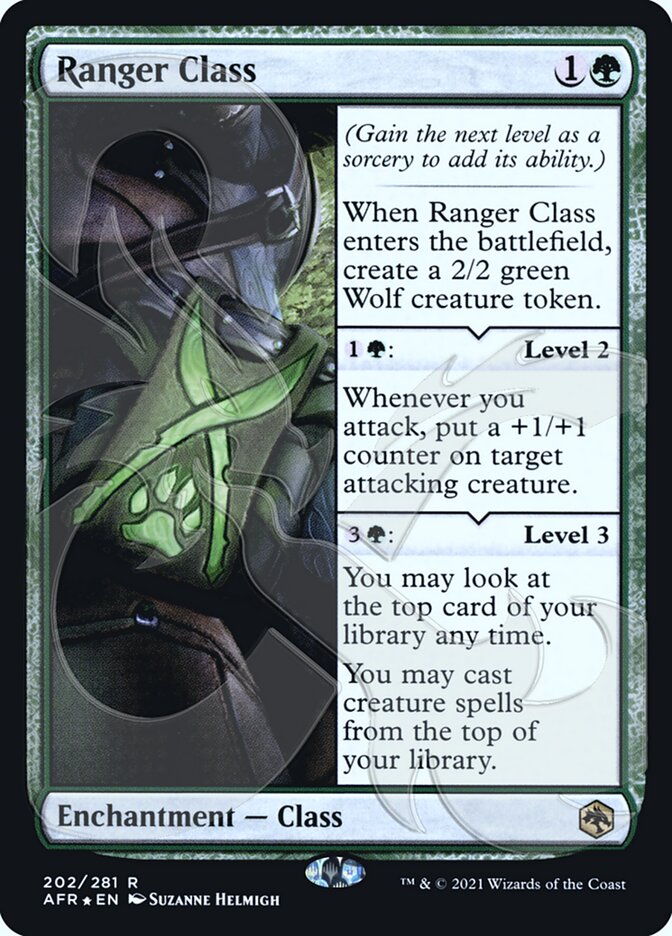 Ranger Class 1
(Gain the next level as a
sorcery to add its ability.)
When Ranger Class
enters the battlefield,
create a 2/2 green
Wolf creature token.
1 : Level 2
Whenever you
attack, put a +1/+1
counter on target
attacking creature.
3 : Level 3
You may look at
the top card of your
library any time.
You may cast
creature spells
from the top of
your library.
Enchantment — Class
202/281 R
AFR ★ EN Suzanne Helmigh
™ & © 2021 Wizards of the Coast